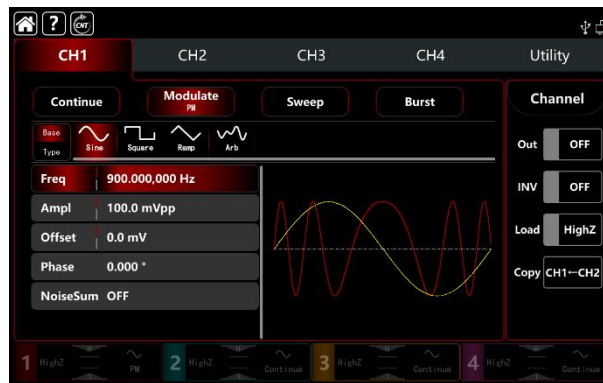 ? CNT
CH1 CH2 CH3 CH4 Utility
Continue Modulate Sweep Burst Channel
PM
Base
Type Sine Square Ramp Arb
Out OFF
Freq 900.000,000 Hz
INV OFF
Ampl 100.0 mVpp
Offset 0.0 mV
Load HighZ
Phase 0.000 °
Copy CH1←CH2
NoiseSum OFF
1 HighZ PM 2 HighZ Continue 3 HighZ Continue 4 HighZ Continue